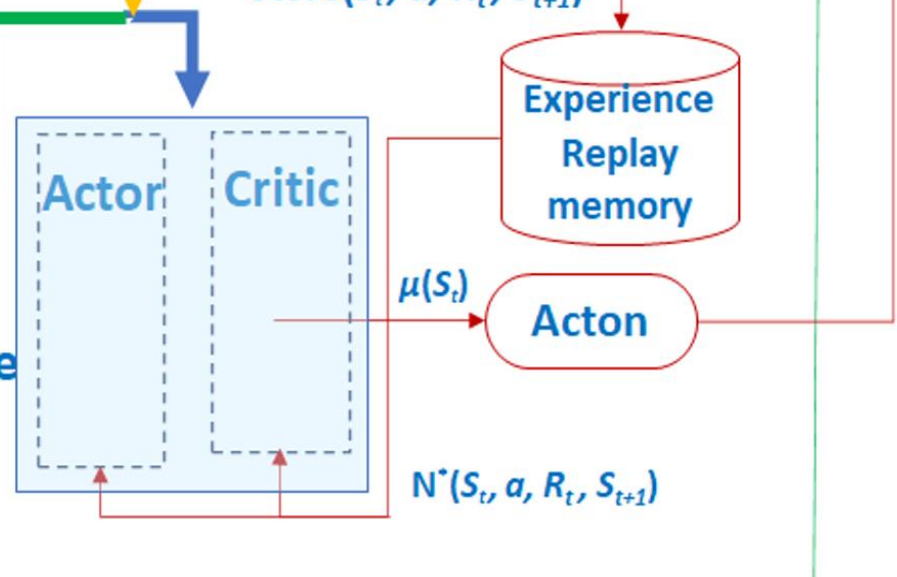 Experience
Replay
memory
Actor
Critic
μ(St)
Acton
e
N*(St, a, Rt, St+1)